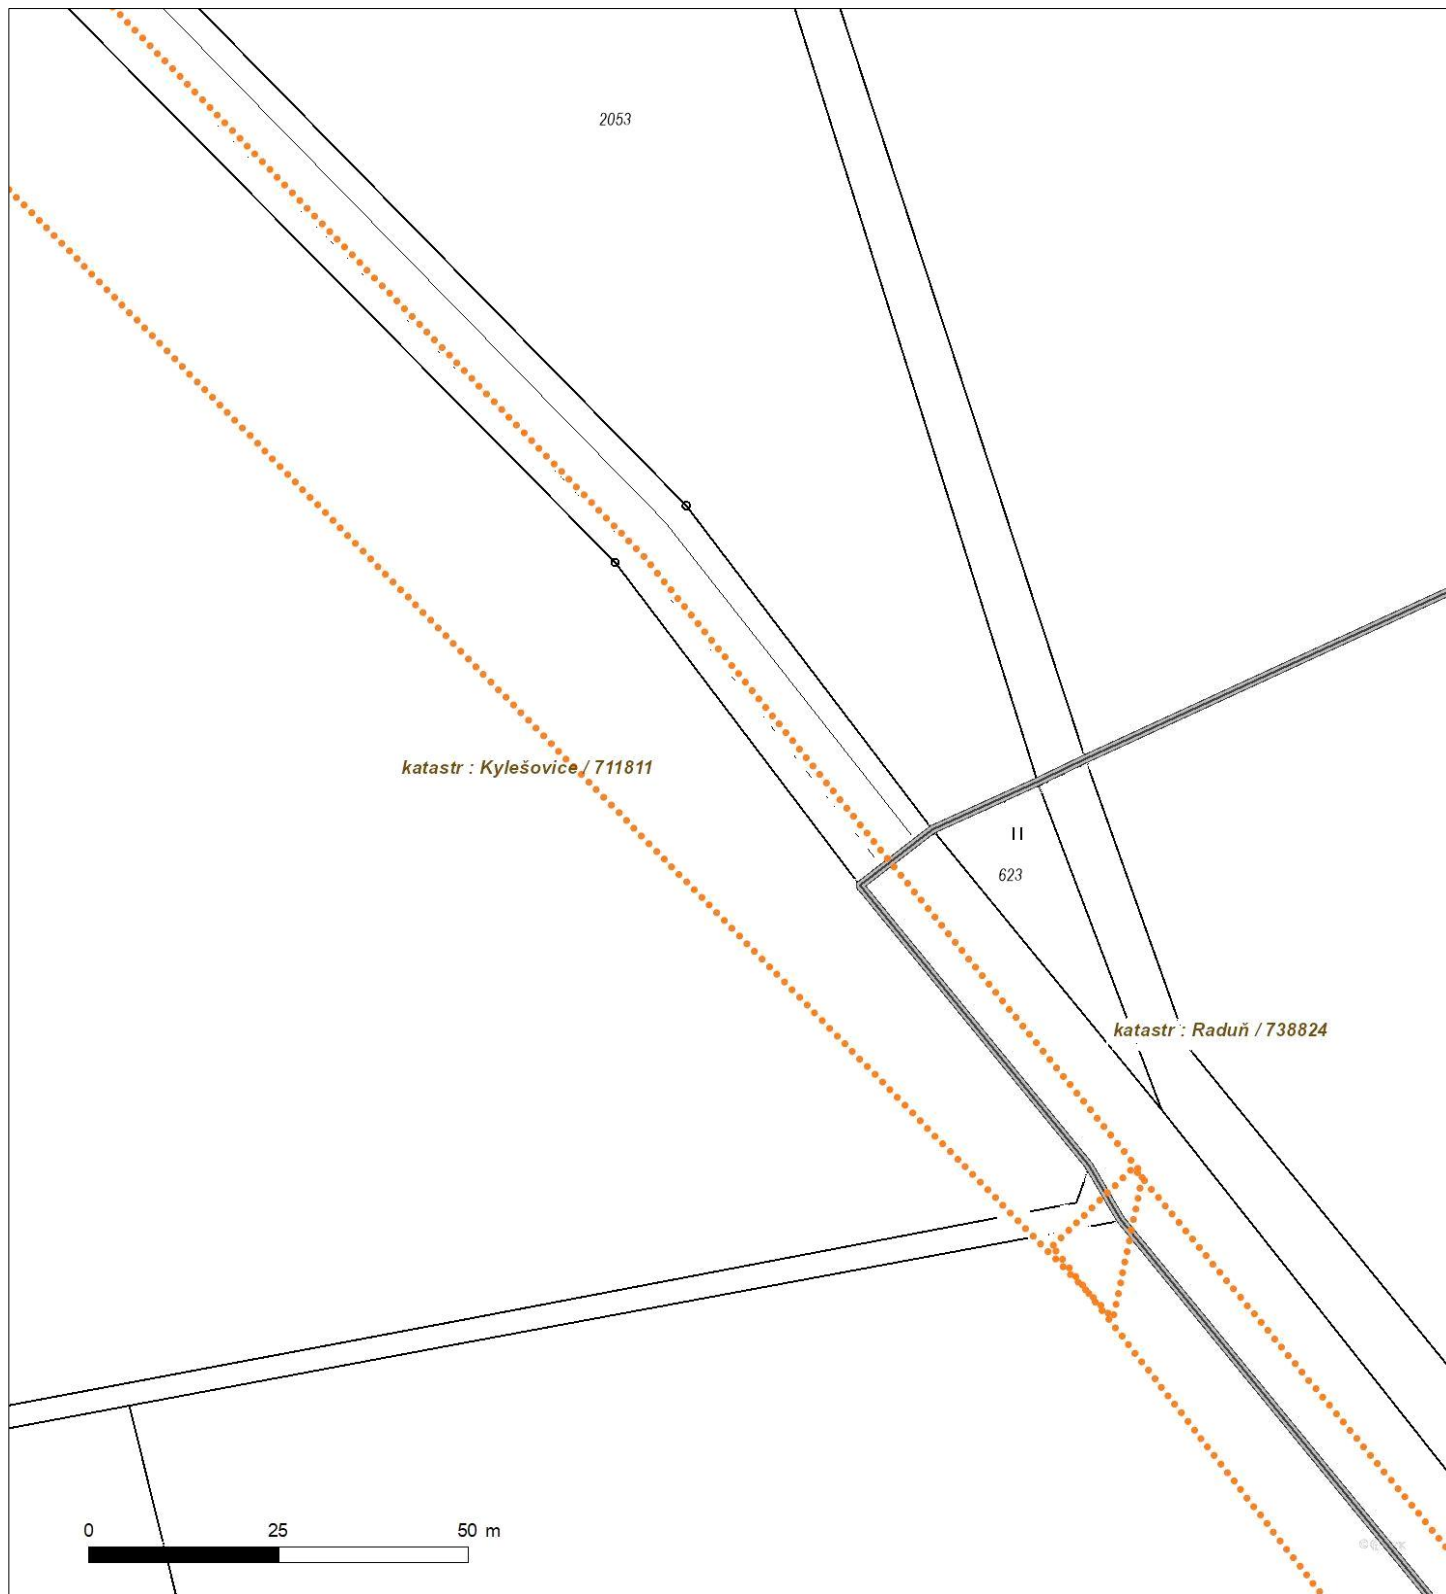 2053
katastr : Kylešovice / 711811
II
623
katastr : Raduň / 738824
0 25 50 m